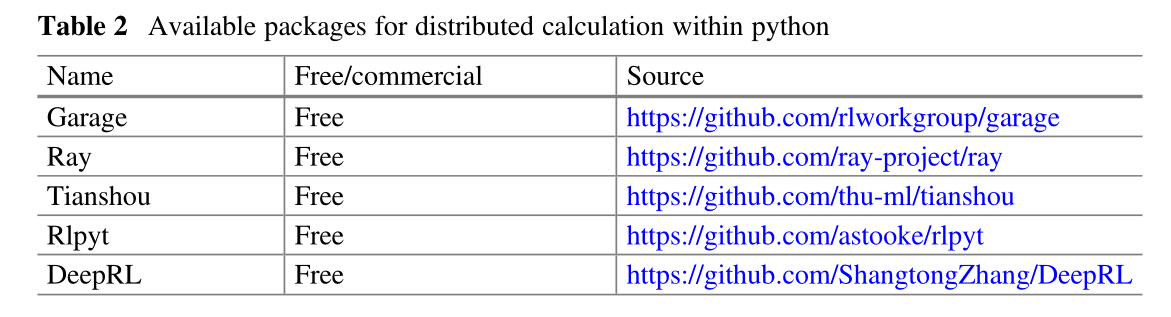 Table 2 Available packages for distributed calculation within python
Name Free/commercial Source
Garage Free https://github.com/rlworkgroup/garage
Ray Free https://github.com/ray-project/ray
Tianshou Free https://github.com/thu-ml/tianshou
Rlpyt Free https://github.com/astooke/rlpyt
DeepRL Free https://github.com/ShangtongZhang/DeepRL